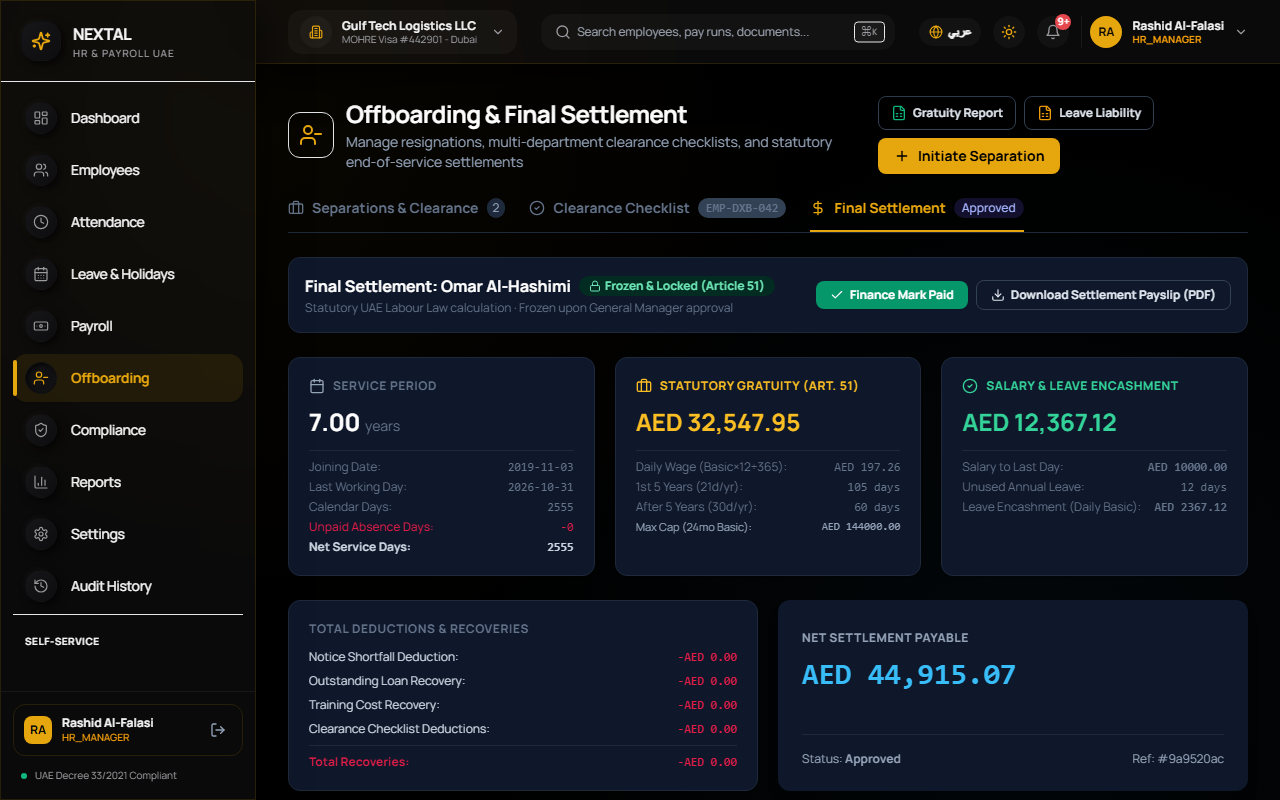 NEXTAL
HR & PAYROLL UAE
Dashboard
Employees
Attendance
Leave & Holidays
Payroll
Offboarding
Compliance
Reports
Settings
Audit History
SELF-SERVICE
RA
Rashid Al-Falasi
HR_MANAGER
UAE Decree 33/2021 Compliant
Gulf Tech Logistics LLC
MOHRE Visa #442901 - Dubai
Search employees, pay runs, documents...
⌘K
عربي
9+
RA
Rashid Al-Falasi
HR_MANAGER
Offboarding & Final Settlement
Manage resignations, multi-department clearance checklists, and statutory
end-of-service settlements
Gratuity Report
Leave Liability
Initiate Separation
Separations & Clearance 2
Clearance Checklist EMP-DXB-042
Final Settlement Approved
Final Settlement: Omar Al-Hashimi
Frozen & Locked (Article 51)
Statutory UAE Labour Law calculation · Frozen upon General Manager approval
Finance Mark Paid
Download Settlement Payslip (PDF)
SERVICE PERIOD
7.00 years
Joining Date: 2019-11-03
Last Working Day: 2026-10-31
Calendar Days: 2555
Unpaid Absence Days: -0
Net Service Days: 2555
STATUTORY GRATUITY (ART. 51)
AED 32,547.95
Daily Wage (Basic×12÷365): AED 197.26
1st 5 Years (21d/yr): 105 days
After 5 Years (30d/yr): 60 days
Max Cap (24mo Basic): AED 144000.00
SALARY & LEAVE ENCASHMENT
AED 12,367.12
Salary to Last Day: AED 10000.00
Unused Annual Leave: 12 days
Leave Encashment (Daily Basic): AED 2367.12
TOTAL DEDUCTIONS & RECOVERIES
Notice Shortfall Deduction: -AED 0.00
Outstanding Loan Recovery: -AED 0.00
Training Cost Recovery: -AED 0.00
Clearance Checklist Deductions: -AED 0.00
Total Recoveries: -AED 0.00
NET SETTLEMENT PAYABLE
AED 44,915.07
Status: Approved
Ref: #9a9520ac